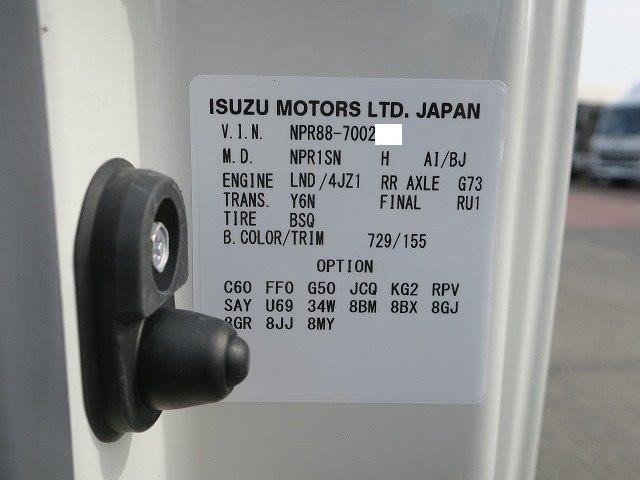 ISUZU MOTORS LTD. JAPAN
V.I.N. NPR88-7002
M.D. NPR1SN H AI/BJ
ENGINE LND/4JZ1 RR AXLE G73
TRANS. Y6N FINAL RU1
TIRE BSQ
B.COLOR/TRIM 729/155
OPTION
C60 FF0 G50 JCQ KG2 RPV
SAY U69 34W 8BM 8BX 8GJ
8GR 8JJ 8MY